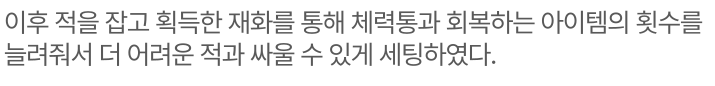 이후 적을 잡고 획득한 재화를 통해 체력통과 회복하는 아이템의 횟수를
늘려줘서 더 어려운 적과 싸울 수 있게 세팅하였다.